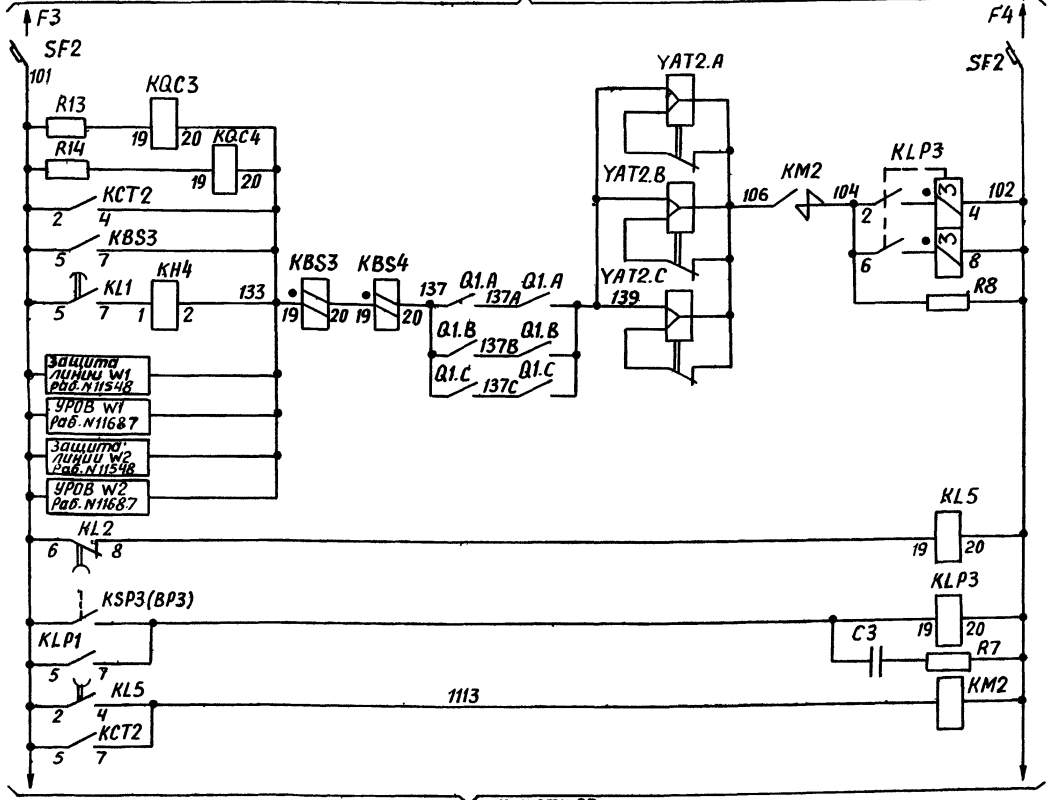 F3
F4
SF2
SF2
101
YAT2.A
KQC3
R13
19 20
KQC4
R14
19 20
KLP3
YAT2.B
KM2
106
104
102
3
2 4
KCT2
2 4
KBS3
5 7
3
6 8
KH4
KL1
5 7
1 2
133
KBS3
19 20
KBS4
19 20
137
Q1.A
137A
Q1.A
YAT2.C
139
R8
Q1.B
137В
Q1.B
Q1.C
137С
Q1.C
Защита
линии W1
раб.N11548
УРОВ W1
раб.N11687
Защита
линии W2
раб.N11548
УРОВ W2
раб.N11687
KL5
19 20
KL2
6 8
KLP3
19 20
KSP3(BP3)
C3
R7
KLP1
5 7
KM2
KL5
2 4
1113
KCT2
5 7